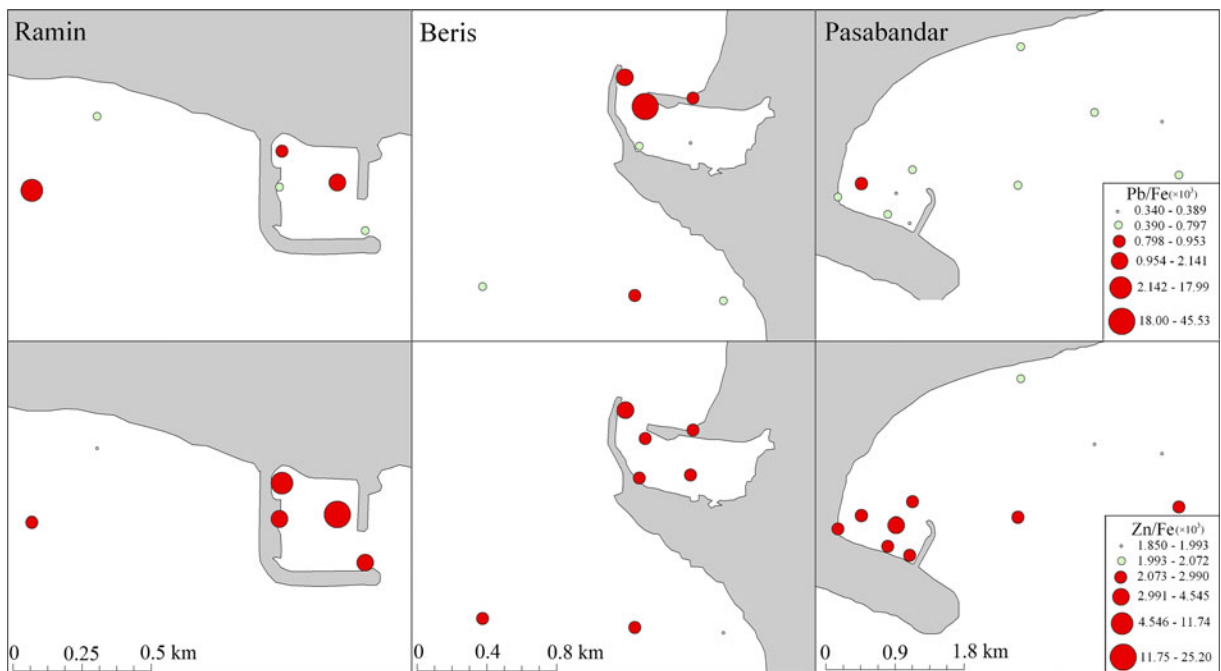 Ramin
Beris
Pasabandar
Pb/Fe(×10³)
0.340 - 0.389
0.390 - 0.797
0.798 - 0.953
0.954 - 2.141
2.142 - 17.99
18.00 - 45.53
Zn/Fe(×10³)
1.850 - 1.993
1.993 - 2.072
2.073 - 2.990
2.991 - 4.545
4.546 - 11.74
11.75 - 25.20
0 0.25 0.5 km
0 0.4 0.8 km
0 0.9 1.8 km